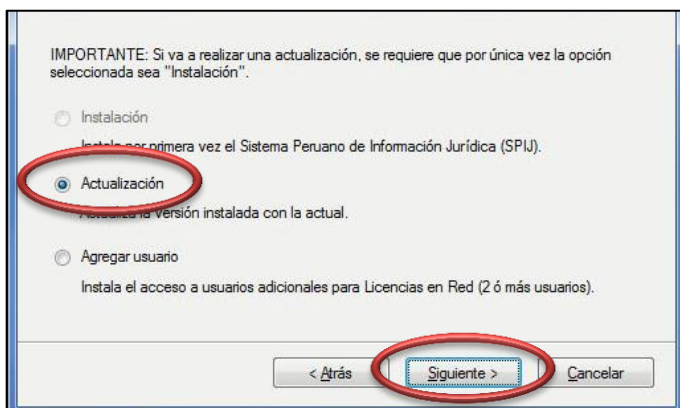 IMPORTANTE: Si va a realizar una actualización, se requiere que por única vez la opción
seleccionada sea "Instalación".
Instalación
Instala por primera vez el Sistema Peruano de Información Jurídica (SPIJ).
Actualización
Actualiza la versión instalada con la actual.
Agregar usuario
Instala el acceso a usuarios adicionales para Licencias en Red (2 ó más usuarios).
< Atrás
Siguiente >
Cancelar